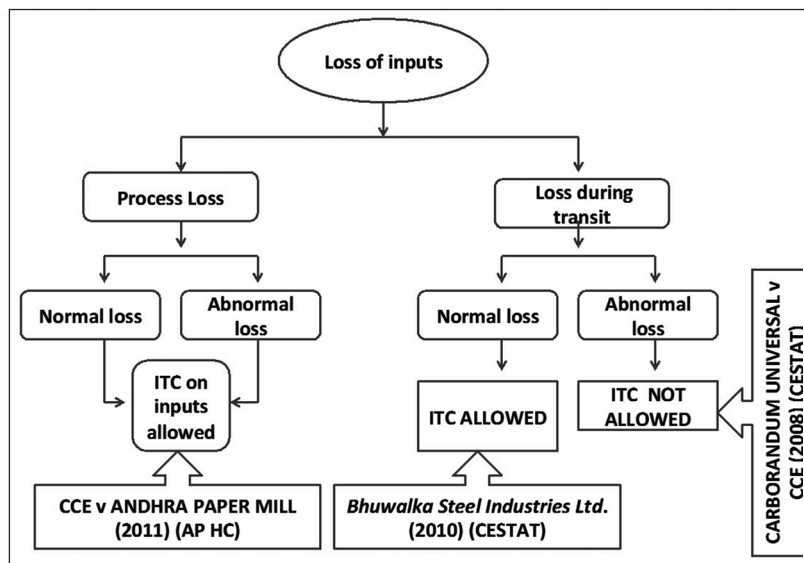 Loss of inputs
Process Loss
Loss during
transit
Normal loss
Abnormal
loss
Normal loss
Abnormal
loss
ITC on
inputs
allowed
ITC ALLOWED
ITC NOT
ALLOWED
CCE v ANDHRA PAPER MILL
(2011) (AP HC)
Bhuwalka Steel Industries Ltd.
(2010) (CESTAT)
CARBORANDUM UNIVERSAL v
CCE (2008) (CESTAT)